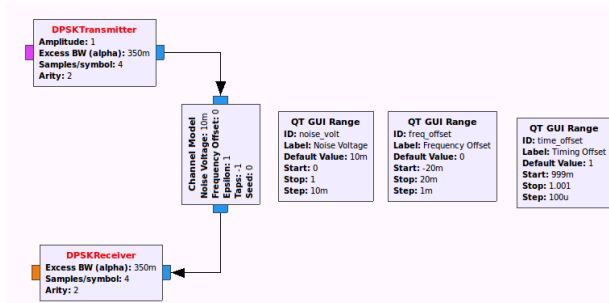 DPSKTransmitter
Amplitude: 1
Excess BW (alpha): 350m
Samples/symbol: 4
Arity: 2
Channel Model
Noise Voltage: 10m
Frequency Offset: 0
Epsilon: 1
Taps: -1
Seed: 0
QT GUI Range
ID: noise_volt
Label: Noise Voltage
Default Value: 10m
Start: 0
Stop: 1
Step: 10m
QT GUI Range
ID: freq_offset
Label: Frequency Offset
Default Value: 0
Start: -20m
Stop: 20m
Step: 1m
QT GUI Range
ID: time_offset
Label: Timing Offset
Default Value: 1
Start: 999m
Stop: 1.001
Step: 100u
DPSKReceiver
Excess BW (alpha): 350m
Samples/symbol: 4
Arity: 2